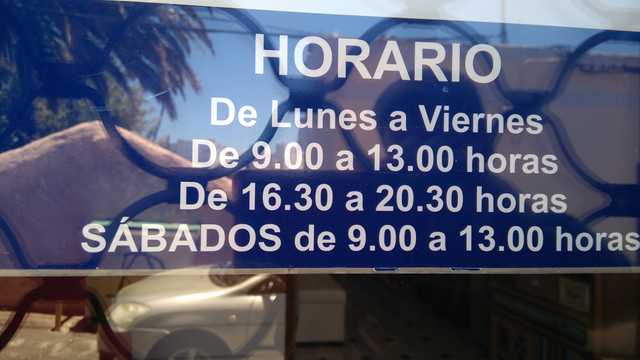 HORARIO
De Lunes a Viernes
De 9.00 a 13.00 horas
De 16.30 a 20.30 horas
SÁBADOS de 9.00 a 13.00 horas